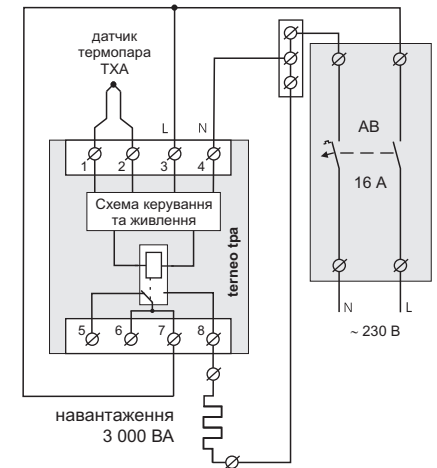 датчик
термопара
ТХА
L
N
1
2
3
4
АВ
16 А
Схема керування
та живлення
terneo tpa
5
6
7
8
N
L
~ 230 В
навантаження
3 000 ВА